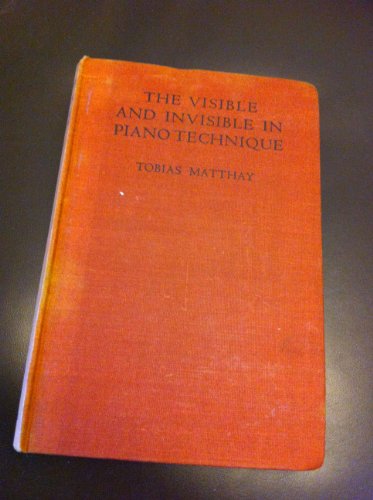 THE VISIBLE
AND INVISIBLE IN
PIANO TECHNIQUE
TOBIAS MATTHAY